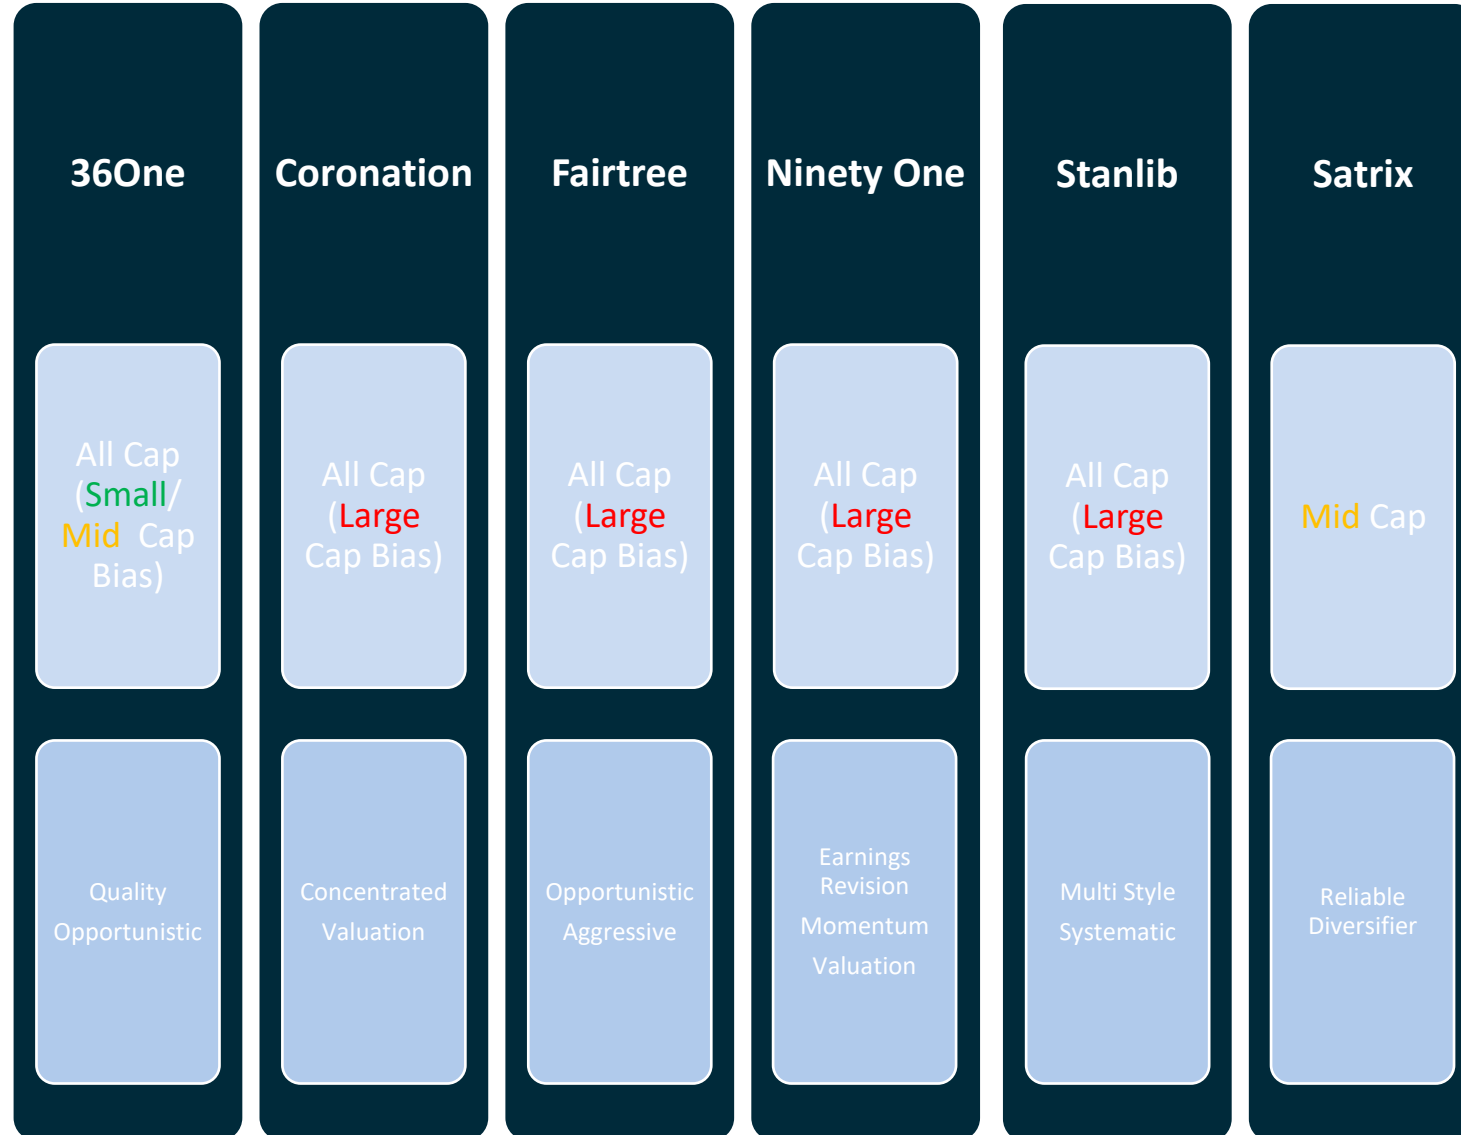 36One
All Cap
(Small/
Mid  Cap
Bias)
Quality
Opportunistic
Coronation
All Cap
(Large
Cap Bias)
Concentrated
Valuation
Fairtree
All Cap
(Large
Cap Bias)
Opportunistic
Aggressive
Ninety One
All Cap
(Large
Cap Bias)
Earnings
Revision
Momentum
Valuation
Stanlib
All Cap
(Large
Cap Bias)
Multi Style
Systematic
Satrix
Mid Cap
Reliable
Diversifier